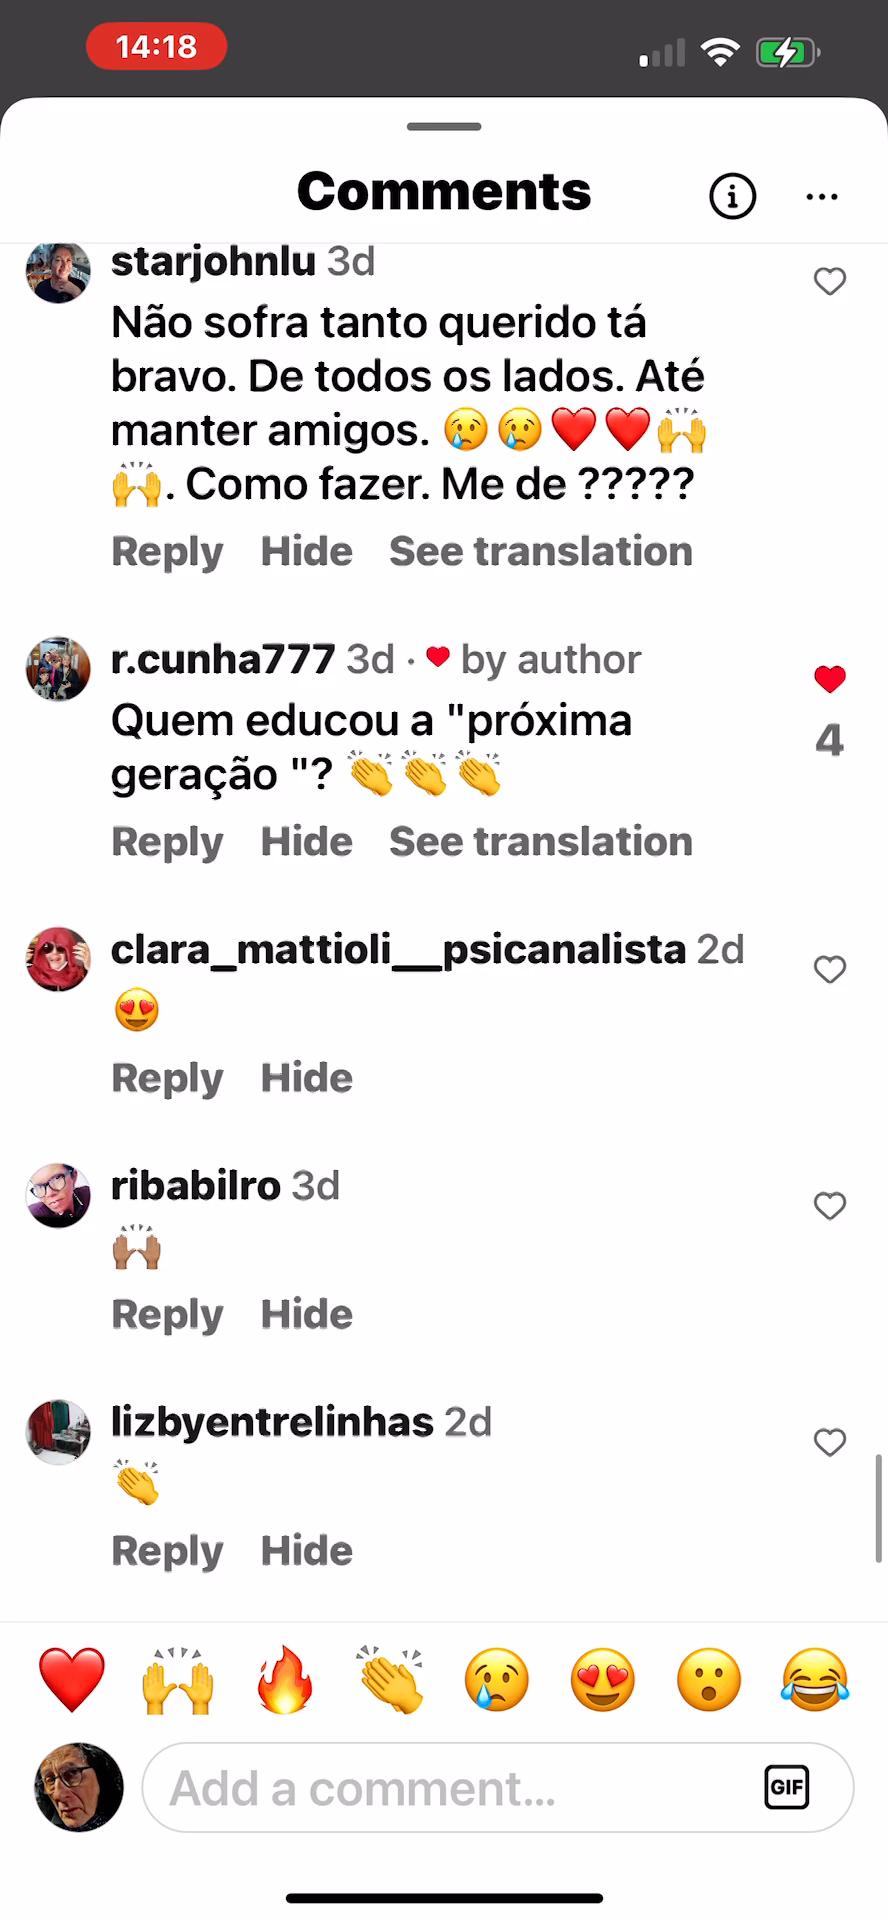 14:18
Comments
starjohnlu 3d
Não sofra tanto querido tá
bravo. De todos os lados. Até
manter amigos. 😢😢❤️❤️🙌
🙌. Como fazer. Me de ?????
Reply Hide See translation
r.cunha777 3d · ♥ by author
Quem educou a "próxima
geração "? 👏👏👏
4
Reply Hide See translation
clara_mattioli__psicanalista 2d
😍
Reply Hide
ribabilro 3d
🙌🏽
Reply Hide
lizbyentrelinhas 2d
👏
Reply Hide
❤️ 🙌 🔥 👏 😢 😍 😮 😂
Add a comment...
GIF